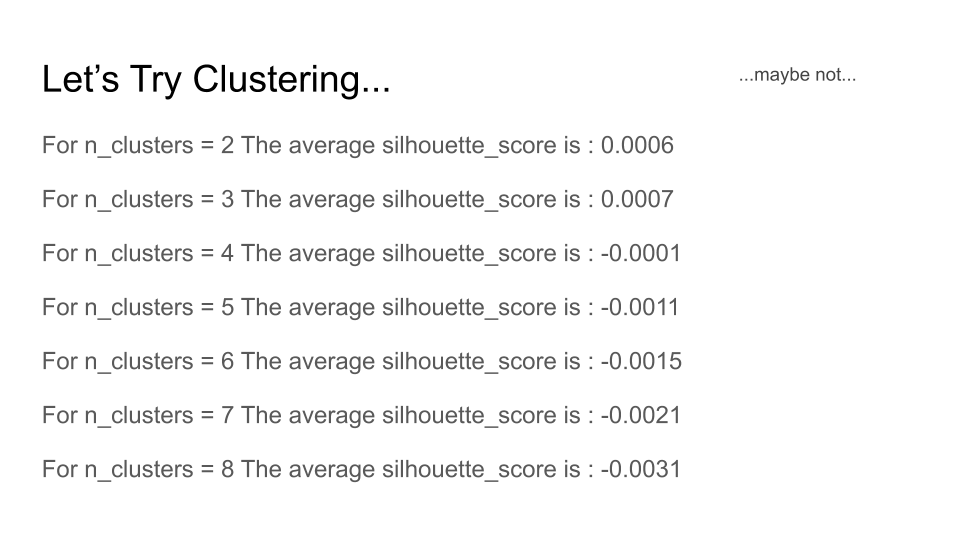 Let’s Try Clustering...
...maybe not...
For n_clusters = 2 The average silhouette_score is : 0.0006
For n_clusters = 3 The average silhouette_score is : 0.0007
For n_clusters = 4 The average silhouette_score is : -0.0001
For n_clusters = 5 The average silhouette_score is : -0.0011
For n_clusters = 6 The average silhouette_score is : -0.0015
For n_clusters = 7 The average silhouette_score is : -0.0021
For n_clusters = 8 The average silhouette_score is : -0.0031